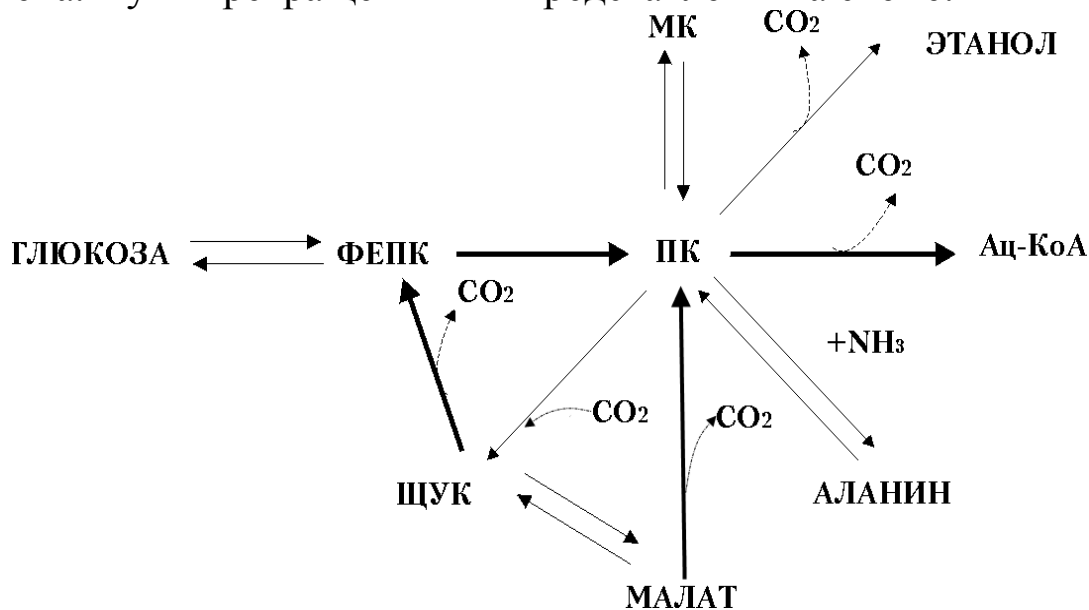 МК
CO2
ЭТАНОЛ
CO2
ГЛЮКОЗА
ФЕПК
ПК
Ац-КоА
CO2
+NH3
CO2
CO2
ЩУК
АЛАНИН
МАЛАТ